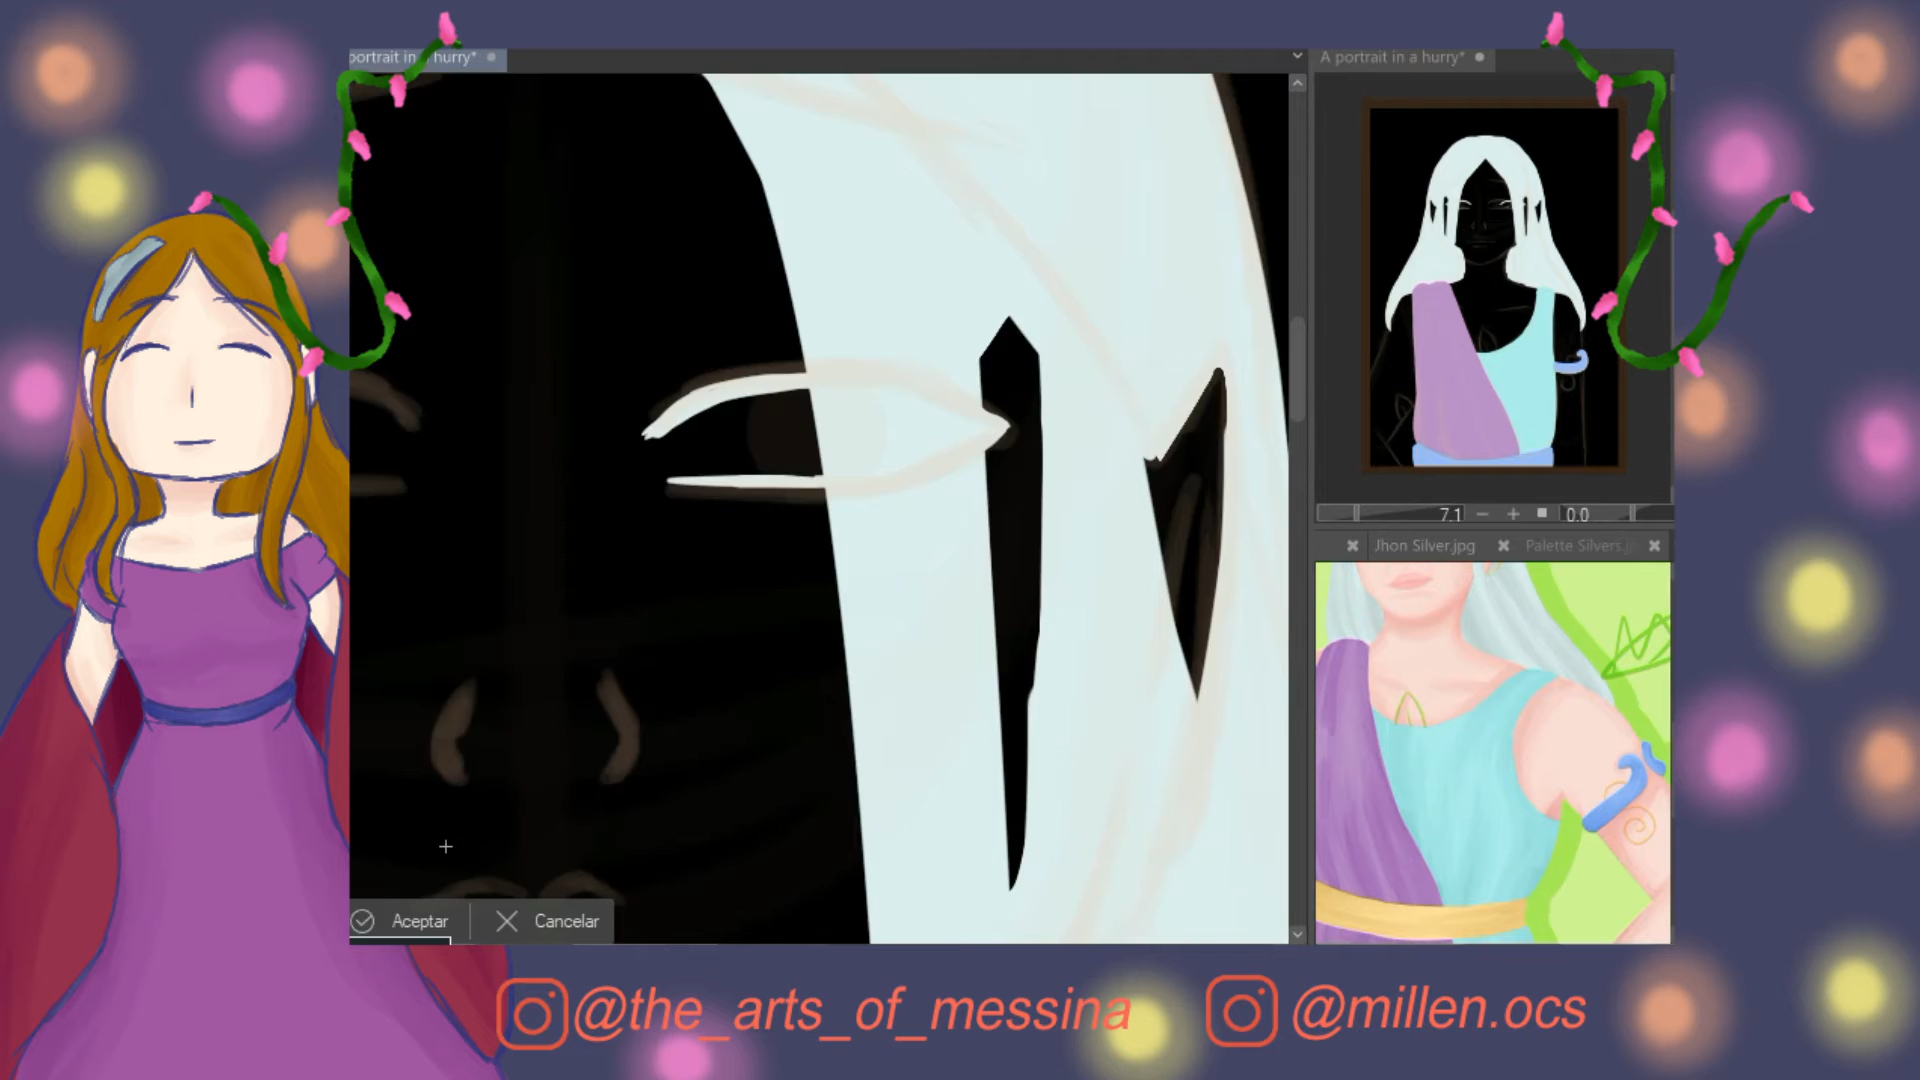 portrait in a hurry*
A portrait in a hurry*
7.1
0.0
Jhon Silver.jpg
Palette Silvers.j
Aceptar
Cancelar
@the_arts_of_messina
@millen.ocs